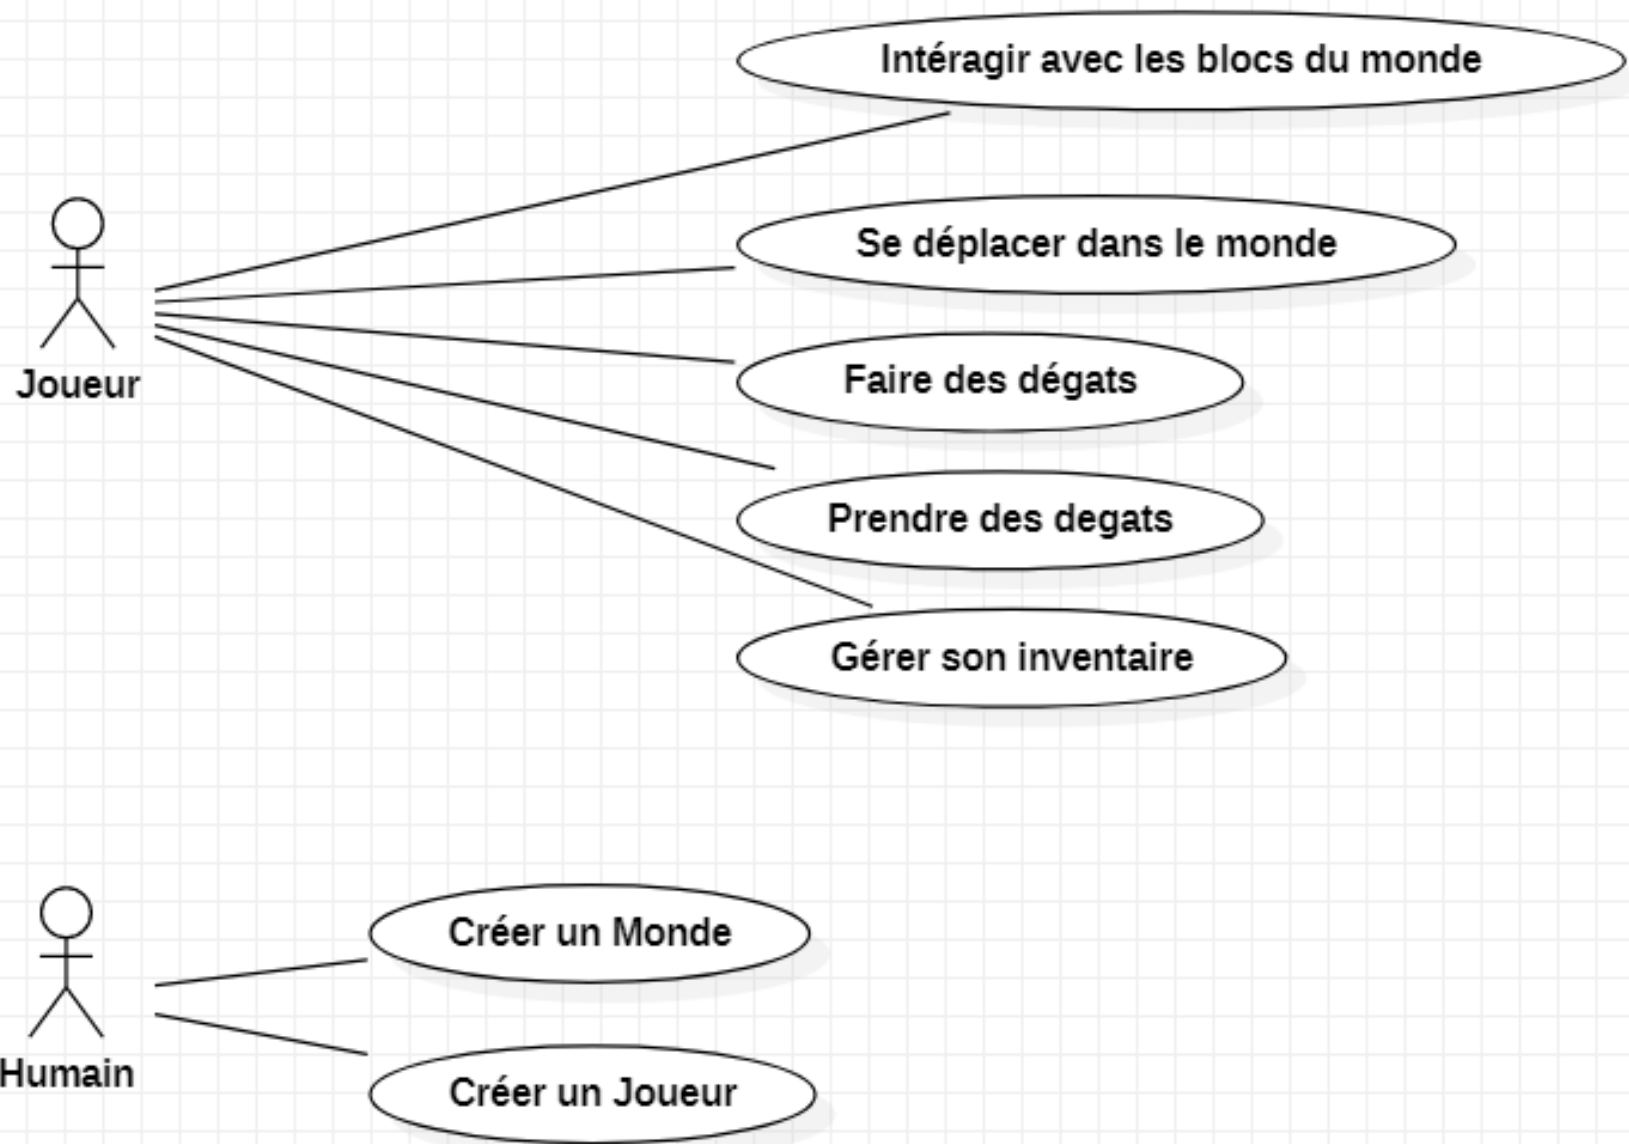 Intéragir avec les blocs du monde
Se déplacer dans le monde
Faire des dégats
Joueur
Prendre des degats
Gérer son inventaire
Créer un Monde
Humain
Créer un Joueur